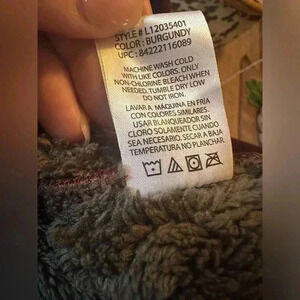 STYLE # L12035401
COLOR : BURGUNDY
UPC : 84222116089
MACHINE WASH COLD
WITH LIKE COLORS. ONLY
NON-CHLORINE BLEACH WHEN
NEEDED. TUMBLE DRY LOW
DO NOT IRON.
LAVAR A MÁQUINA EN FRÍA
CON COLORES SIMILARES.
USAR BLANQUEADOR SIN
CLORO SOLAMENTE CUANDO
SEA NECESARIO. SECAR A BAJA
TEMPERATURA NO PLANCHAR.